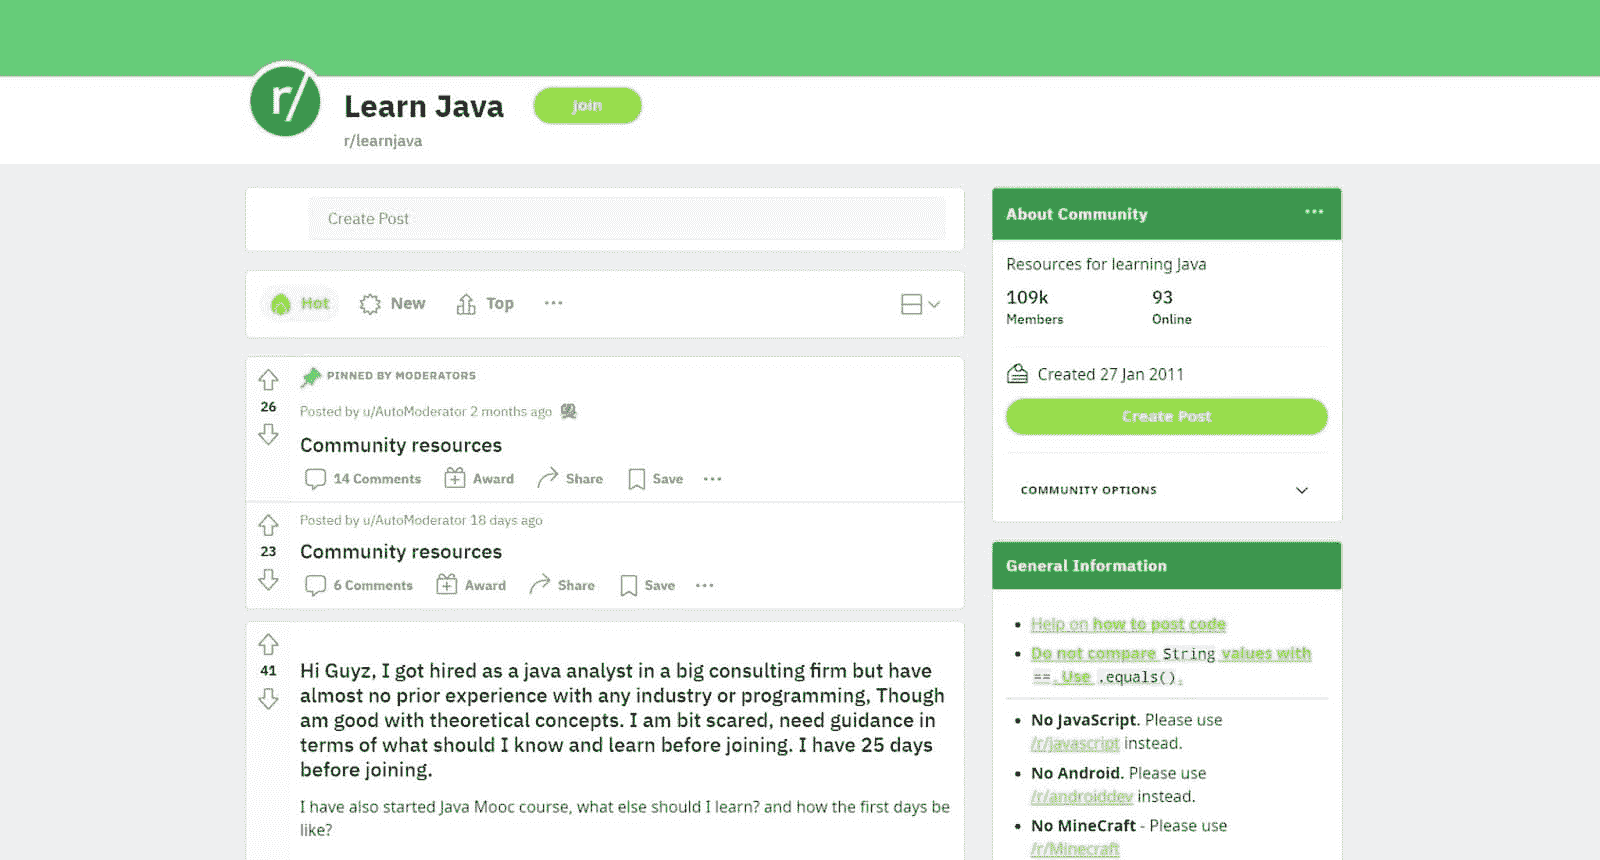 r/
Learn Java
Join
r/learnjava
Create Post
Hot New Top ...
PINNED BY MODERATORS
26
Posted by u/AutoModerator 2 months ago
Community resources
14 Comments Award Share Save ...
Posted by u/AutoModerator 18 days ago
23
Community resources
6 Comments Award Share Save ...
41
Hi Guyz, I got hired as a java analyst in a big consulting firm but have
almost no prior experience with any industry or programming, Though
am good with theoretical concepts. I am bit scared, need guidance in
terms of what should I know and learn before joining. I have 25 days
before joining.
I have also started Java Mooc course, what else should I learn? and how the first days be
like?
About Community ...
Resources for learning Java
109k 93
Members Online
Created 27 Jan 2011
Create Post
COMMUNITY OPTIONS
General Information
• Help on how to post code
• Do not compare String values with
==. Use .equals().
• No JavaScript. Please use
/r/javascript instead.
• No Android. Please use
/r/androiddev instead.
• No MineCraft - Please use
/r/Minecraft